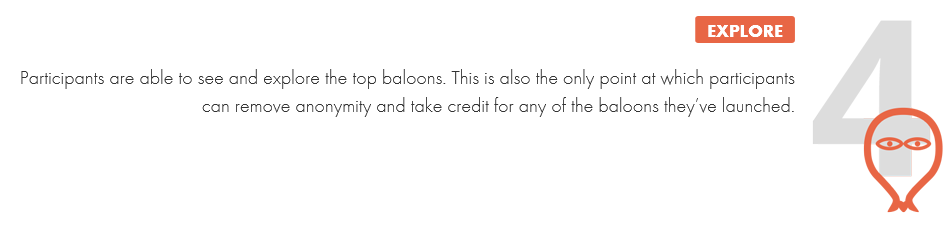 EXPLORE
4
Participants are able to see and explore the top baloons. This is also the only point at which participants
can remove anonymity and take credit for any of the baloons they've launched.